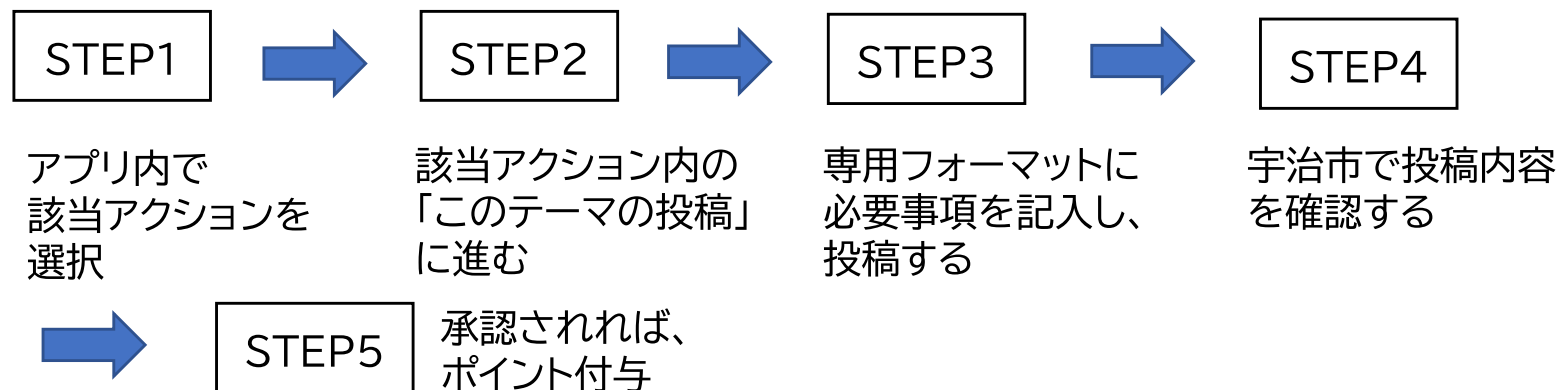 STEP1
STEP2
STEP3
STEP4
アプリ内で
該当アクションを
選択
該当アクション内の
「このテーマの投稿」
に進む
専用フォーマットに
必要事項を記入し、
投稿する
宇治市で投稿内容
を確認する
STEP5
承認されれば、
ポイント付与